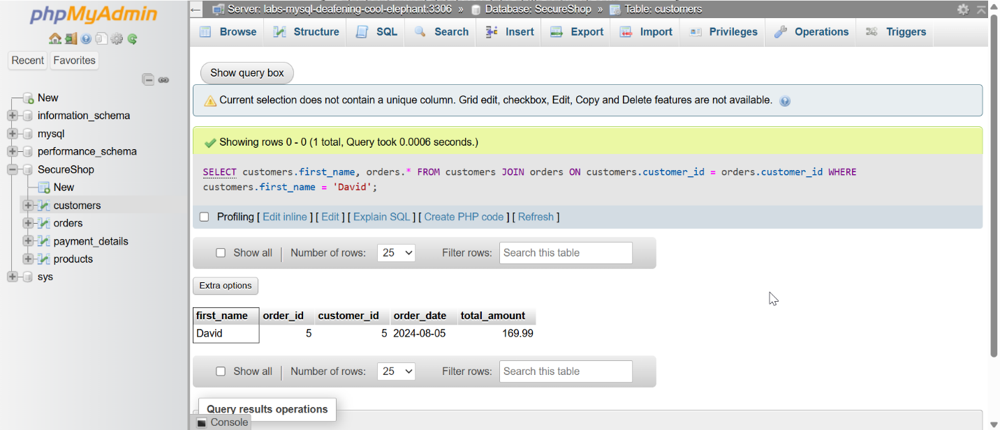 phpMyAdmin
Recent Favorites
New
information_schema
mysql
performance_schema
SecureShop
New
customers
orders
payment_details
products
sys
Server: labs-mysql-deafening-cool-elephant:3306 » Database: SecureShop » Table: customers
Browse Structure SQL Search Insert Export Import Privileges Operations Triggers
Show query box
Current selection does not contain a unique column. Grid edit, checkbox, Edit, Copy and Delete features are not available.
Showing rows 0 - 0 (1 total, Query took 0.0006 seconds.)
SELECT customers.first_name, orders.* FROM customers JOIN orders ON customers.customer_id = orders.customer_id WHERE
customers.first_name = 'David';
Profiling [ Edit inline ] [ Edit ] [ Explain SQL ] [ Create PHP code ] [ Refresh ]
Show all Number of rows: 25 Filter rows: Search this table
Extra options
first_name order_id customer_id order_date total_amount
David 5 5 2024-08-05 169.99
Show all Number of rows: 25 Filter rows: Search this table
Query results operations
Console